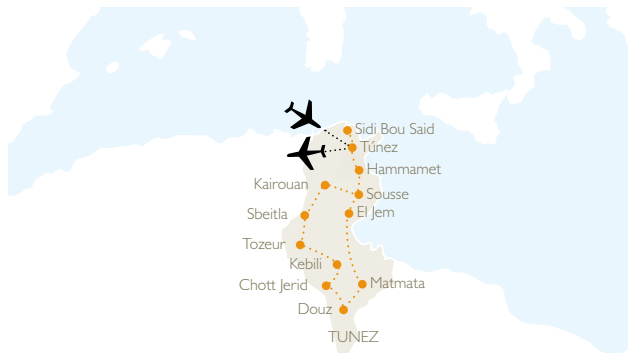 Sidi Bou Said
Túnez
Hammamet
Kairouan
Sousse
Sbeitla
El Jem
Tozeur
Kebili
Chott Jerid
Matmata
Douz
TUNEZ